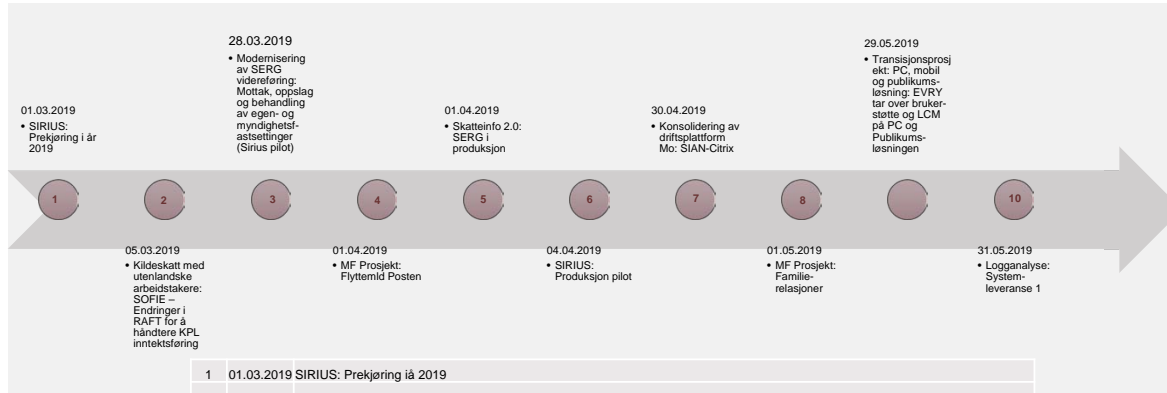 28.03.2019
• Modernisering
av SERG
videreføring:
Mottak, oppslag
og behandling
av egen- og
myndighetsf-
astsettinger
(Sirius pilot)
29.05.2019
• Transisjonsprosj
ekt: PC, mobil
og publikums-
løsning: EVRY
tar over bruker-
støtte og LCM
på PC og
Publikums-
løsningen
01.03.2019
• SIRIUS:
Prekjøring i år
2019
01.04.2019
• Skatteinfo 2.0:
SERG i
produksjon
30.04.2019
• Konsolidering av
driftsplattform
Mo: SIAN-Citrix
1 2 3 4 5 6 7 8 10
05.03.2019
• Kildeskatt med
utenlandske
arbeidstakere:
SOFIE –
Endringer i
RAFT for å
håndtere KPL
inntektsføring
01.04.2019
• MF Prosjekt:
FlyttemId Posten
04.04.2019
• SIRIUS:
Produksjon pilot
01.05.2019
• MF Prosjekt:
Familie-
relasjoner
31.05.2019
• Logganalyse:
System-
leveranse 1
1 01.03.2019 SIRIUS: Prekjøring iå 2019